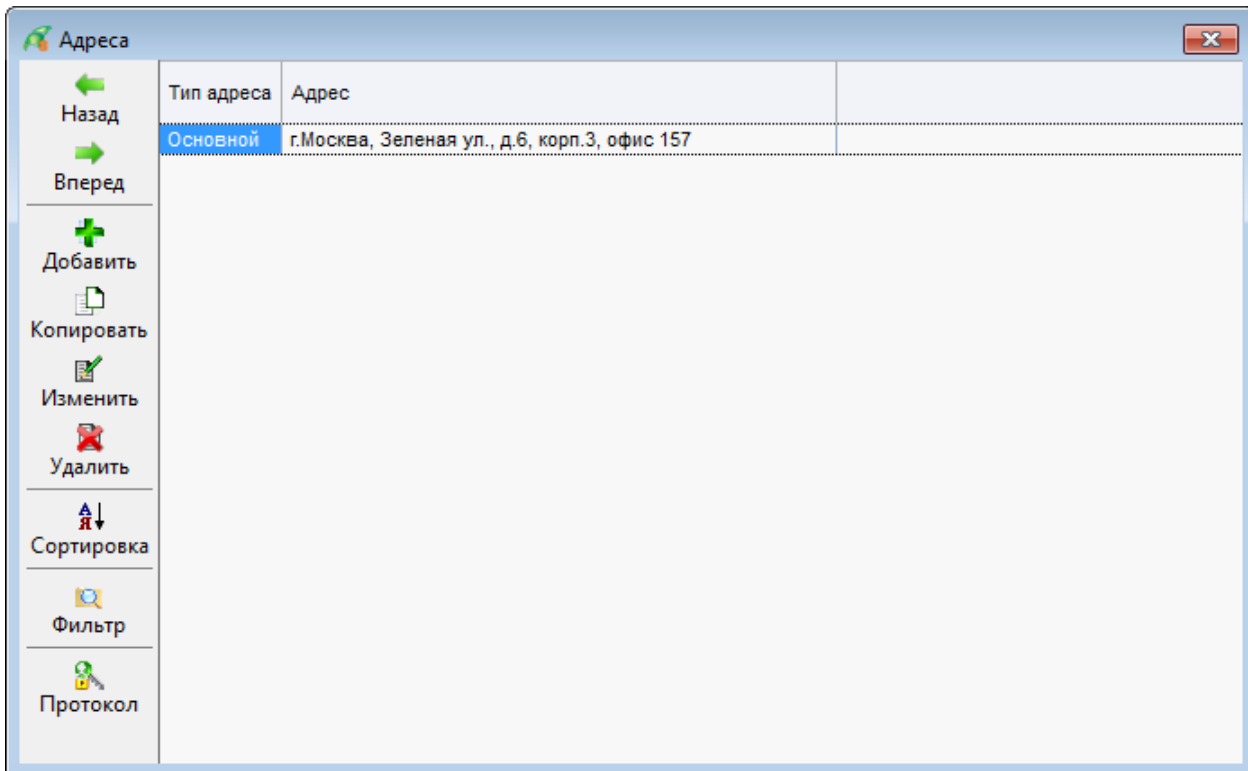 Адреса
Назад
Вперед
Добавить
Копировать
Изменить
Удалить
Сортировка
Фильтр
Протокол
Тип адреса Адрес
Основной г.Москва, Зеленая ул., д.6, корп.3, офис 157